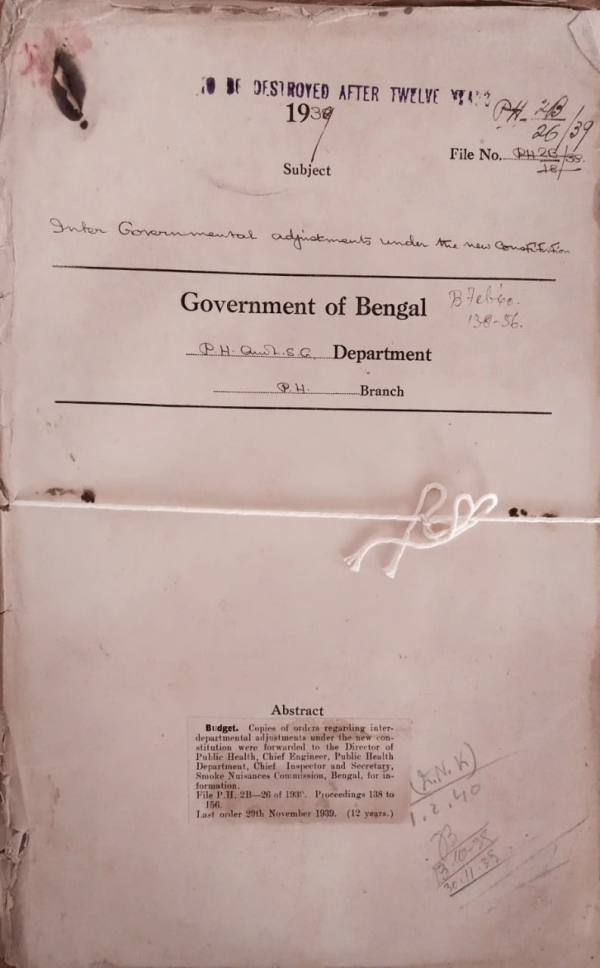 TO BE DESTROYED AFTER TWELVE YEARS
1939
PH- 2B/26/39
File No. PH 2B/18/38.
Subject
Inter Governmental adjustments under the new Constitution
Government of Bengal
B Feb 40.
138-56.
P.H. and L.S.G. Department
P.H. Branch
Abstract
Budget. Copies of orders regarding inter-
departmental adjustments under the new con-
stitution were forwarded to the Director of
Public Health, Chief Engineer, Public Health
Department, Chief Inspector and Secretary,
Smoke Nuisances Commission, Bengal, for in-
formation.
File P.H. 2B—26 of 193. Proceedings 138 to
156.
Last order 29th November 1939. (12 years.)
1.2.40